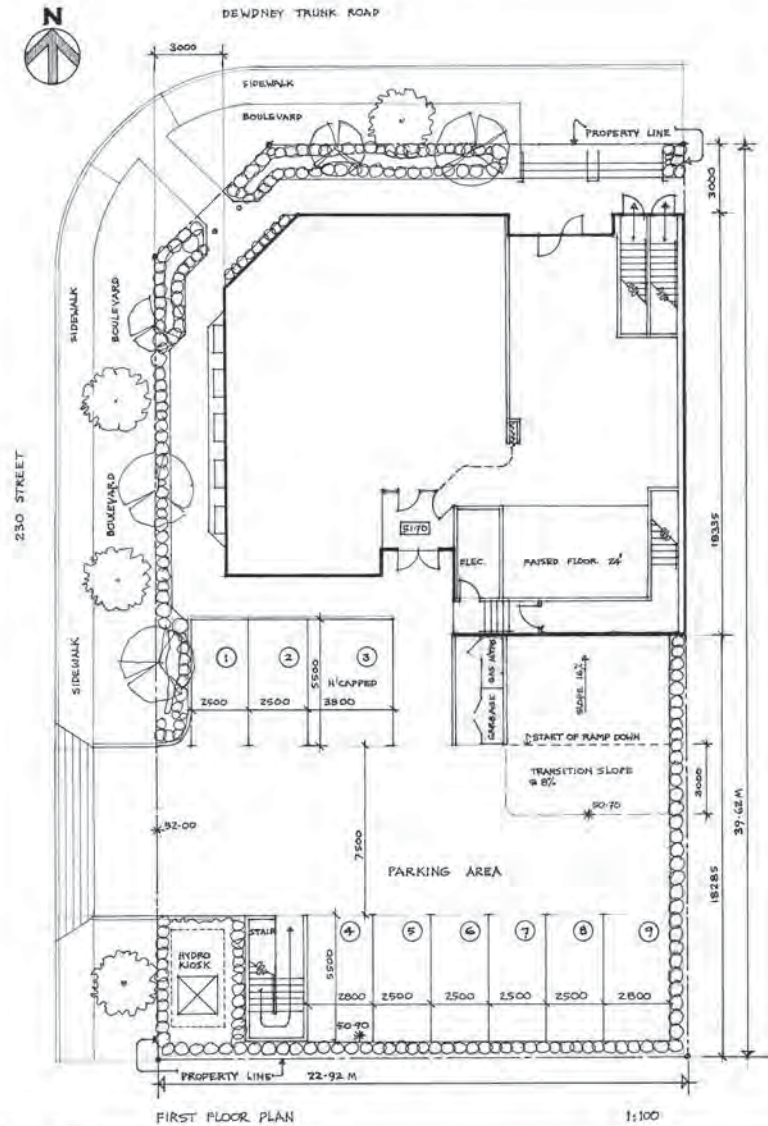 N
DEWDNEY TRUNK ROAD
3000
SIDEWALK
BOULEVARD
PROPERTY LINE
3000
SIDEWALK
BOULEVARD
230 STREET
BOULEVARD
51.70
ELEC.
RAISED FLOOR 24"
18335
SIDEWALK
1
2
3
H'CAPPED
5500
2500
2500
3800
GARBAGE
GAS
SLOPE
START OF RAMP DOWN
TRANSITION SLOPE
@ 8%
3000
50.70
39.62 M
52.00
7500
PARKING AREA
18285
HYDRO
KIOSK
STAIR
4
5
6
7
8
9
5500
2800
2500
2500
2500
2500
2800
50.90
PROPERTY LINE
22.92 M
FIRST FLOOR PLAN
1:100